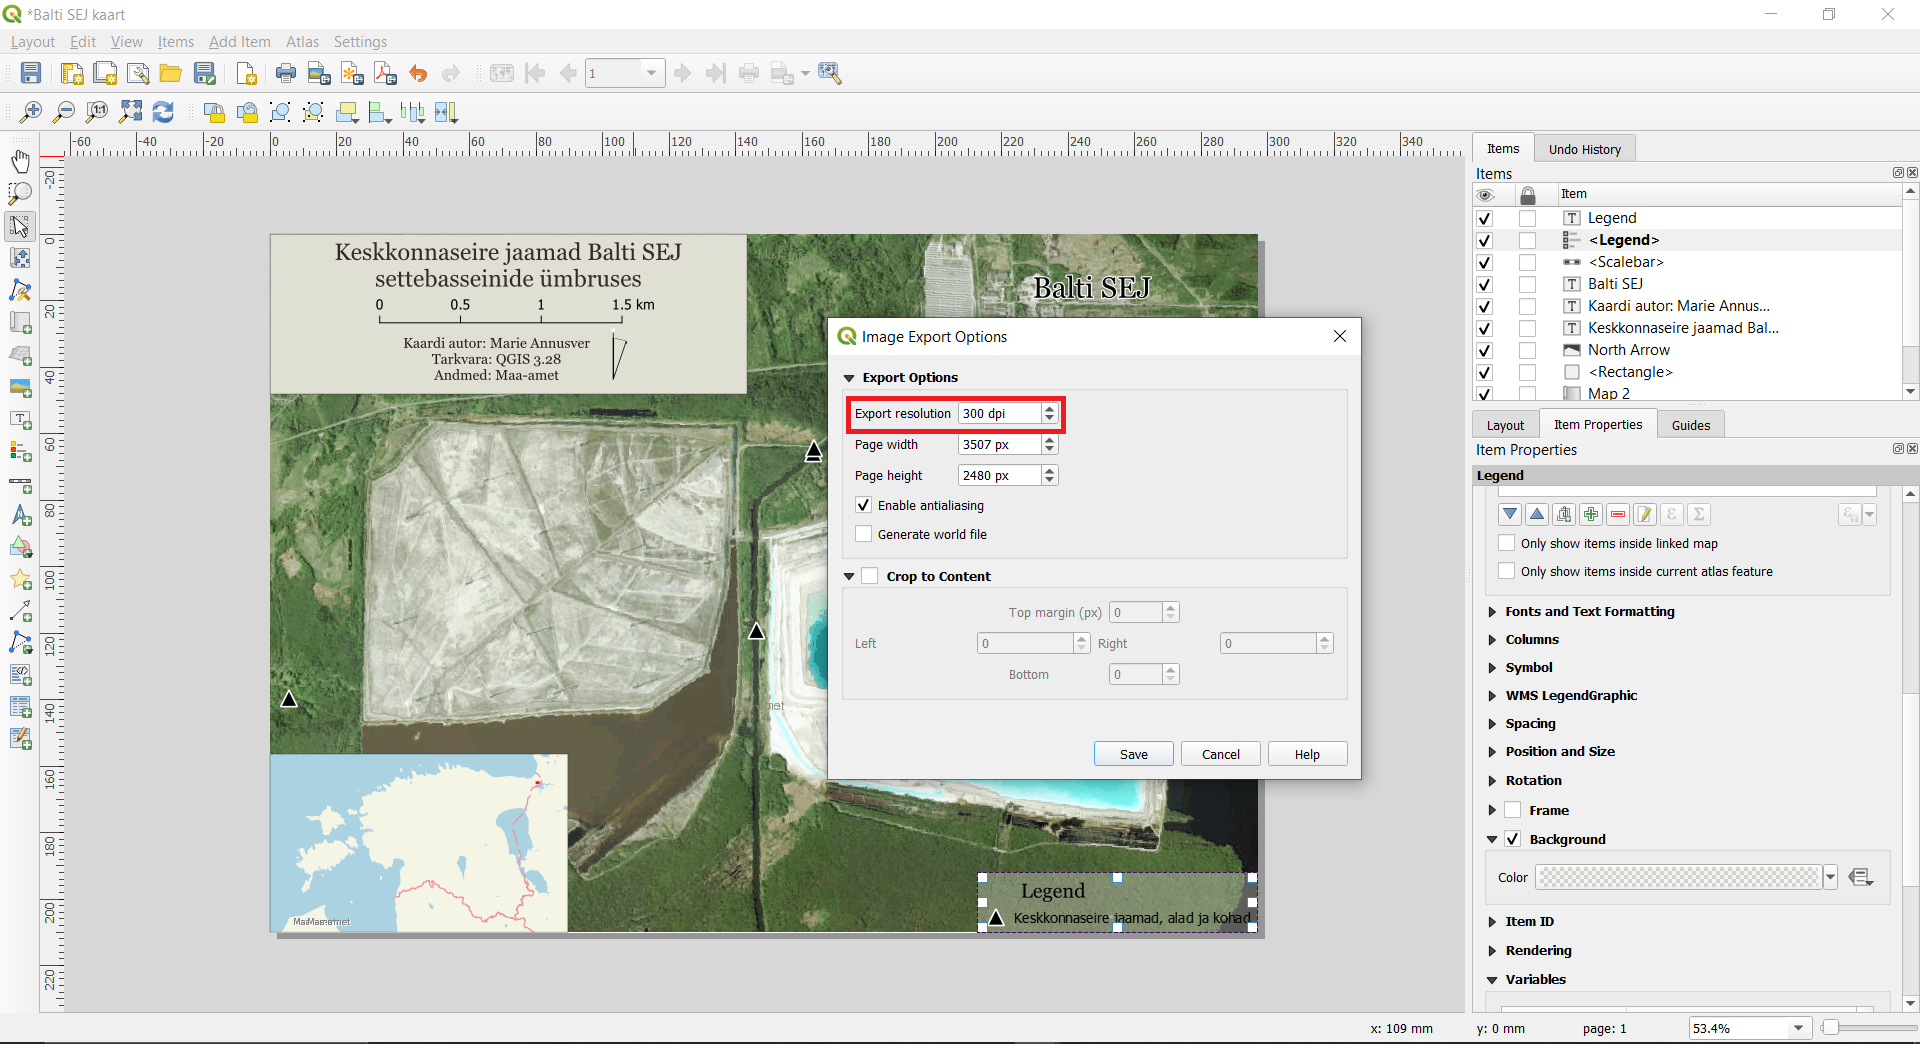 *Balti SEJ kaart
Layout Edit View Items Add Item Atlas Settings
1
-60 -40 -20 0 20 40 60 80 100 120 140 160 180 200 220 240 260 280 300 320 340
-20 0 20 40 60 80 100 120 140 160 180 200 220
Keskkonnaseire jaamad Balti SEJ
settebasseinide ümbruses
0 0.5 1 1.5 km
Kaardi autor: Marie Annusver
Tarkvara: QGIS 3.28
Andmed: Maa-amet
Balti SEJ
Legend
Keskkonnaseire jaamad, alad ja kohad
Image Export Options
Export Options
Export resolution 300 dpi
Page width 3507 px
Page height 2480 px
Enable antialiasing
Generate world file
Crop to Content
Top margin (px) 0
Left 0 Right 0
Bottom 0
Save Cancel Help
Items Undo History
Items
Item
Legend
<Legend>
<Scalebar>
Balti SEJ
Kaardi autor: Marie Annus...
Keskkonnaseire jaamad Bal...
North Arrow
<Rectangle>
Map 2
Layout Item Properties Guides
Item Properties
Legend
Only show items inside linked map
Only show items inside current atlas feature
Fonts and Text Formatting
Columns
Symbol
WMS LegendGraphic
Spacing
Position and Size
Rotation
Frame
Background
Color
Item ID
Rendering
Variables
x: 109 mm y: 0 mm page: 1 53.4%